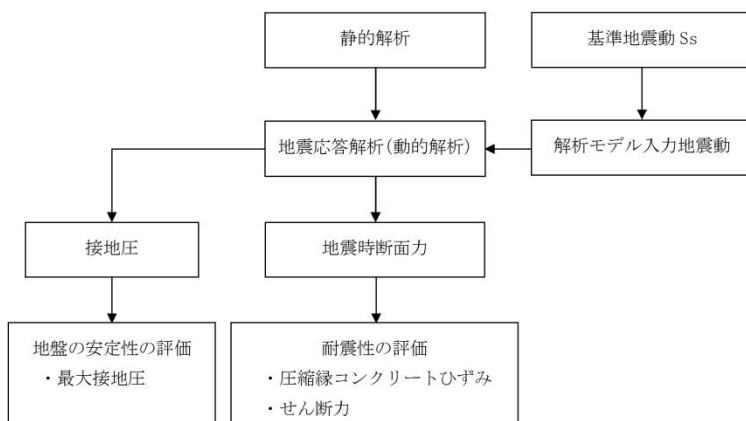 静的解析
基準地震動 Ss
地震応答解析(動的解析)
解析モデル入力地震動
接地圧
地震時断面力
地盤の安定性の評価
・最大接地圧
耐震性の評価
・圧縮縁コンクリートひずみ
・せん断力